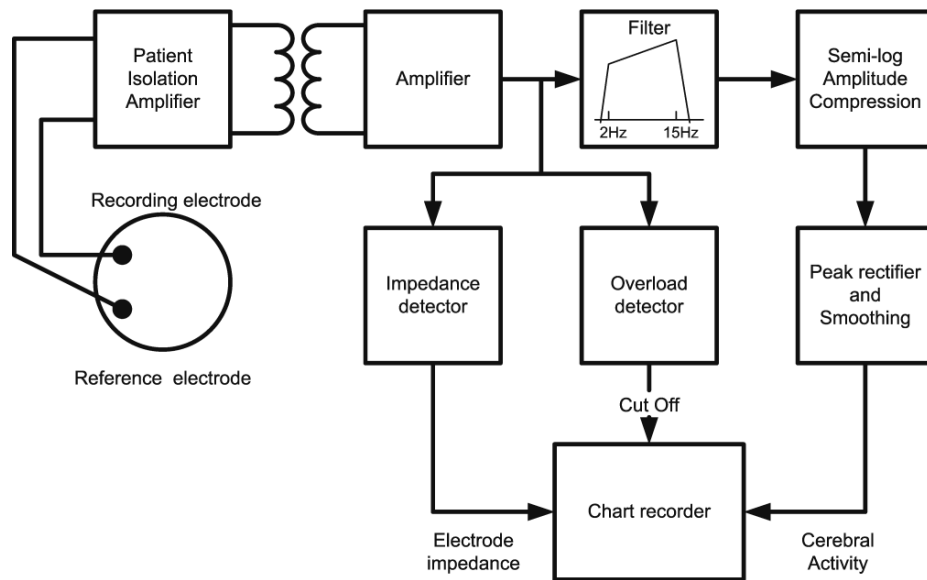 Patient
Isolation
Amplifier
Amplifier
Filter
2Hz 15Hz
Semi-log
Amplitude
Compression
Recording electrode
Reference electrode
Impedance
detector
Overload
detector
Peak rectifier
and
Smoothing
Cut Off
Chart recorder
Electrode
impedance
Cerebral
Activity